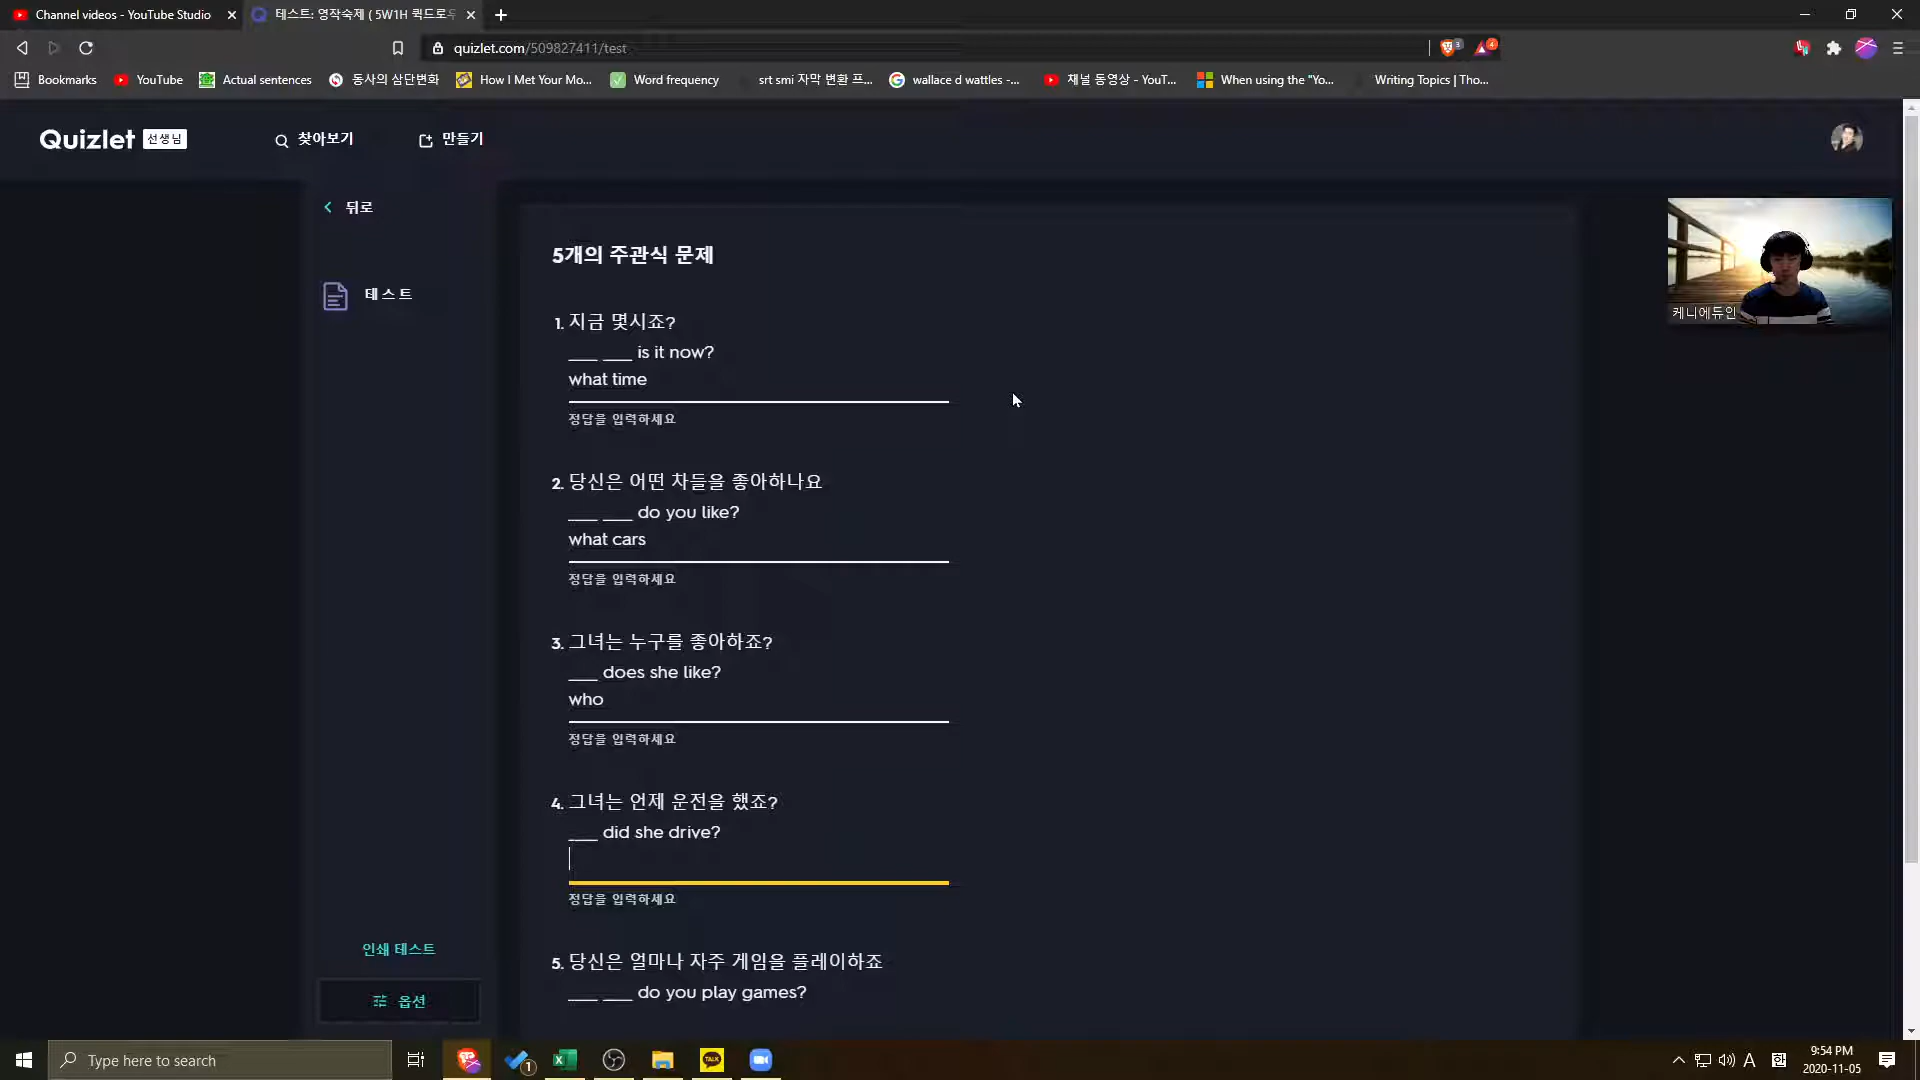 Channel videos - YouTube Studio
테스트: 영작숙제 ( 5W1H 퀵드로우
quizlet.com/509827411/test
3
4
Bookmarks
YouTube
Actual sentences
동사의 삼단변화
How I Met Your Mo...
Word frequency
srt smi 자막 변환 프...
wallace d wattles -...
채널 동영상 - YouT...
When using the "Yo...
Writing Topics | Tho...
Quizlet 선생님
찾아보기
만들기
뒤로
테스트
5개의 주관식 문제
1. 지금 몇시죠?
___ ___ is it now?
what time
정답을 입력하세요
2. 당신은 어떤 차들을 좋아하나요
___ ___ do you like?
what cars
정답을 입력하세요
3. 그녀는 누구를 좋아하죠?
___ does she like?
who
정답을 입력하세요
4. 그녀는 언제 운전을 했죠?
___ did she drive?
정답을 입력하세요
5. 당신은 얼마나 자주 게임을 플레이하죠
___ ___ do you play games?
인쇄 테스트
옵션
케니에듀인
Type here to search
1
TALK
A
한
9:54 PM
2020-11-05